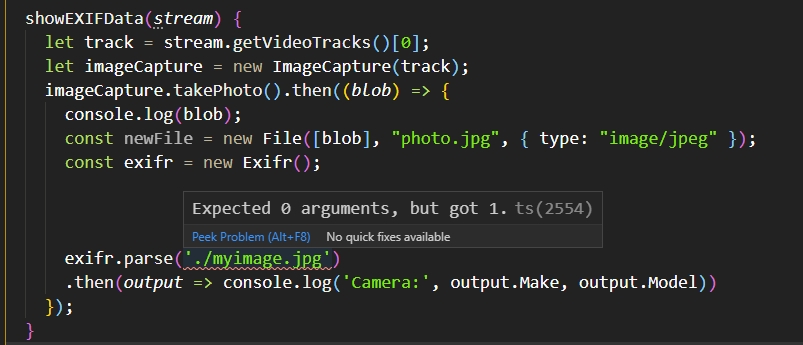 showEXIFData(stream) {
let track = stream.getVideoTracks()[0];
let imageCapture = new ImageCapture(track);
imageCapture.takePhoto().then((blob) => {
console.log(blob);
const newFile = new File([blob], "photo.jpg", { type: "image/jpeg" });
const exifr = new Exifr();
Expected 0 arguments, but got 1. ts(2554)
Peek Problem (Alt+F8) No quick fixes available
exifr.parse('./myimage.jpg')
.then(output => console.log('Camera:', output.Make, output.Model))
});
}